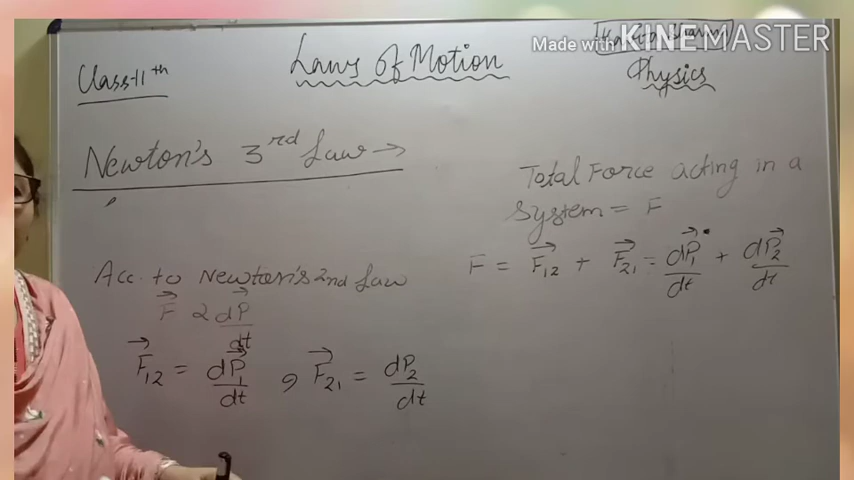 Class-11th
Laws of Motion
Made with KINEMASTER
Physics
Newton's 3rd Law →
Total Force acting in a
System = F
F = F⃗12 + F⃗21 = dP⃗1/dt + dP⃗2/dt
Acc. to Newton's 2nd Law
F⃗ α dP⃗/dt
F⃗12 = dP⃗1/dt , F⃗21 = dP2/dt